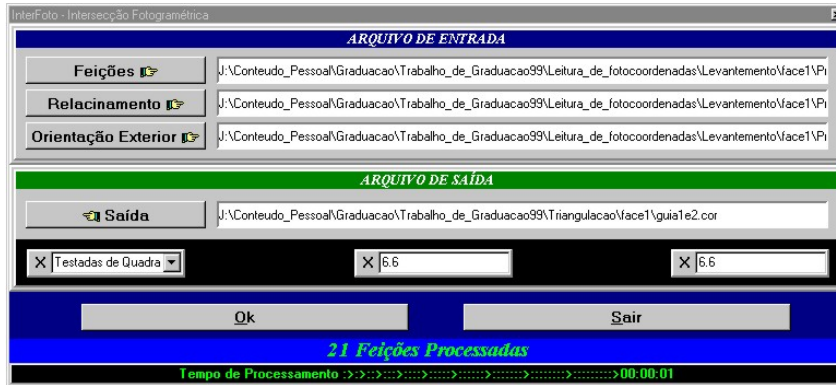 InterFoto - Intersecção Fotogramétrica
ARQUIVO DE ENTRADA
Feições J:\Conteudo_Pessoal\Graduacao\Trabalho_de_Graduacao99\Leitura_de_fotocoordenadas\Levantamento\face1\Pr
Relacinamento J:\Conteudo_Pessoal\Graduacao\Trabalho_de_Graduacao99\Leitura_de_fotocoordenadas\Levantamento\face1\Pr
Orientação Exterior J:\Conteudo_Pessoal\Graduacao\Trabalho_de_Graduacao99\Leitura_de_fotocoordenadas\Levantamento\face1\Pr
ARQUIVO DE SAÍDA
Saída J:\Conteudo_Pessoal\Graduacao\Trabalho_de_Graduacao99\Triangulacao\face1\guia1e2.cor
X Testadas de Quadra X 6.6 X 6.6
Ok Sair
21 Feições Processadas
Tempo de Processamento :>:>::>:::>::::>:::::>::::::>:::::::>::::::::>:::::::::>00:00:01